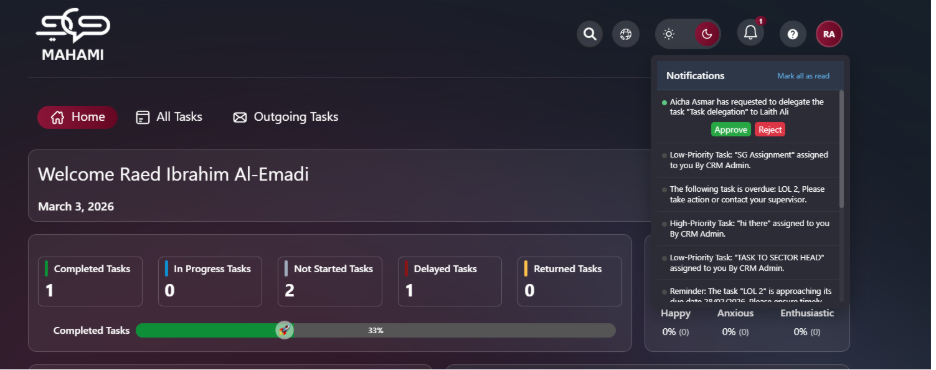 MAHAMI
1
RA
Notifications
Mark all as read
Aicha Asmar has requested to delegate the
task "Task delegation" to Laith Ali
Approve
Reject
Low-Priority Task: "SG Assignment" assigned
to you By CRM Admin.
The following task is overdue: LOL 2, Please
take action or contact your supervisor.
High-Priority Task: "hi there" assigned to you
By CRM Admin.
Low-Priority Task: "TASK TO SECTOR HEAD"
assigned to you By CRM Admin.
Reminder: The task "LOL 2" is approaching its
due date 28/02/2026. Please ensure timely
Home
All Tasks
Outgoing Tasks
Welcome Raed Ibrahim Al-Emadi
March 3, 2026
Completed Tasks
1
In Progress Tasks
0
Not Started Tasks
2
Delayed Tasks
1
Returned Tasks
0
Completed Tasks
33%
Happy
0% (0)
Anxious
0% (0)
Enthusiastic
0% (0)